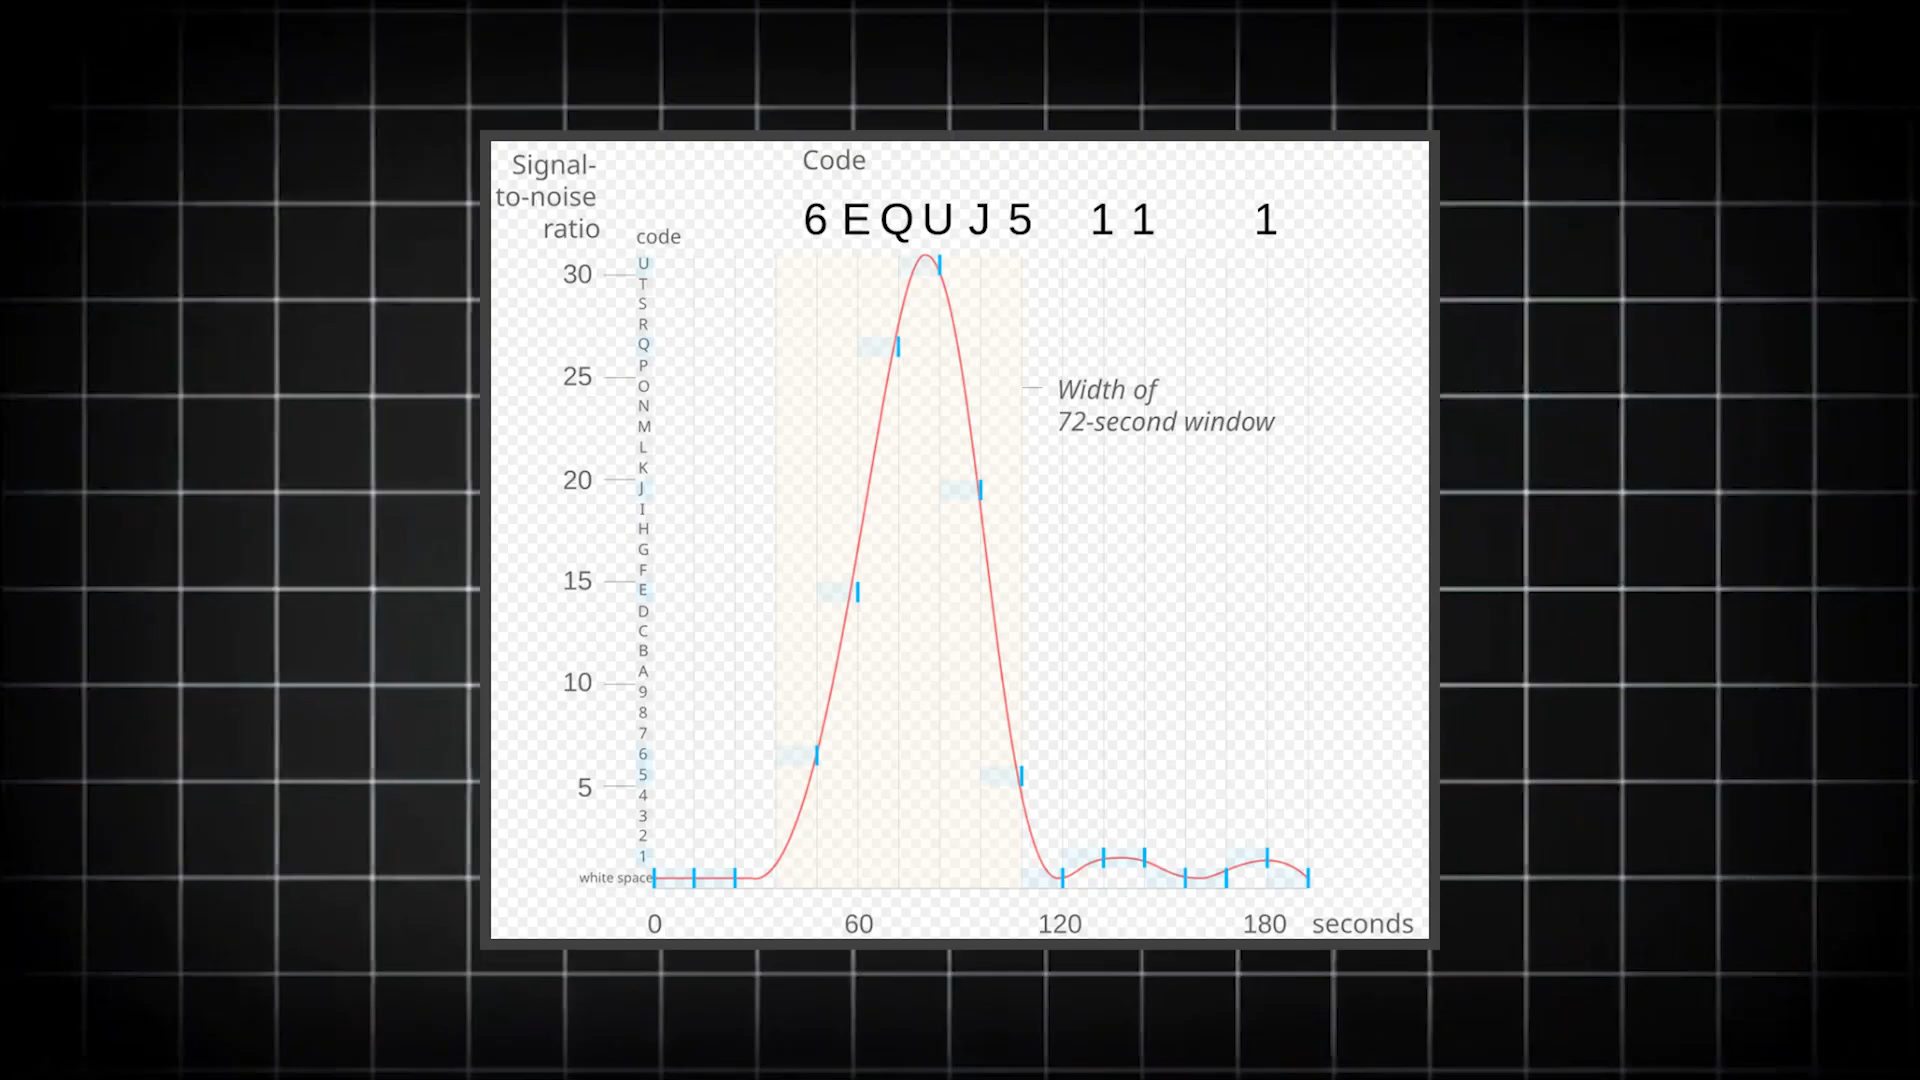 Signal-
to-noise
ratio
Code
6 E Q U J 5 1 1 1
code
30
25
20
15
10
5
U
T
S
R
Q
P
O
N
M
L
K
J
I
H
G
F
E
D
C
B
A
9
8
7
6
5
4
3
2
1
white space
Width of
72-second window
0 60 120 180 seconds